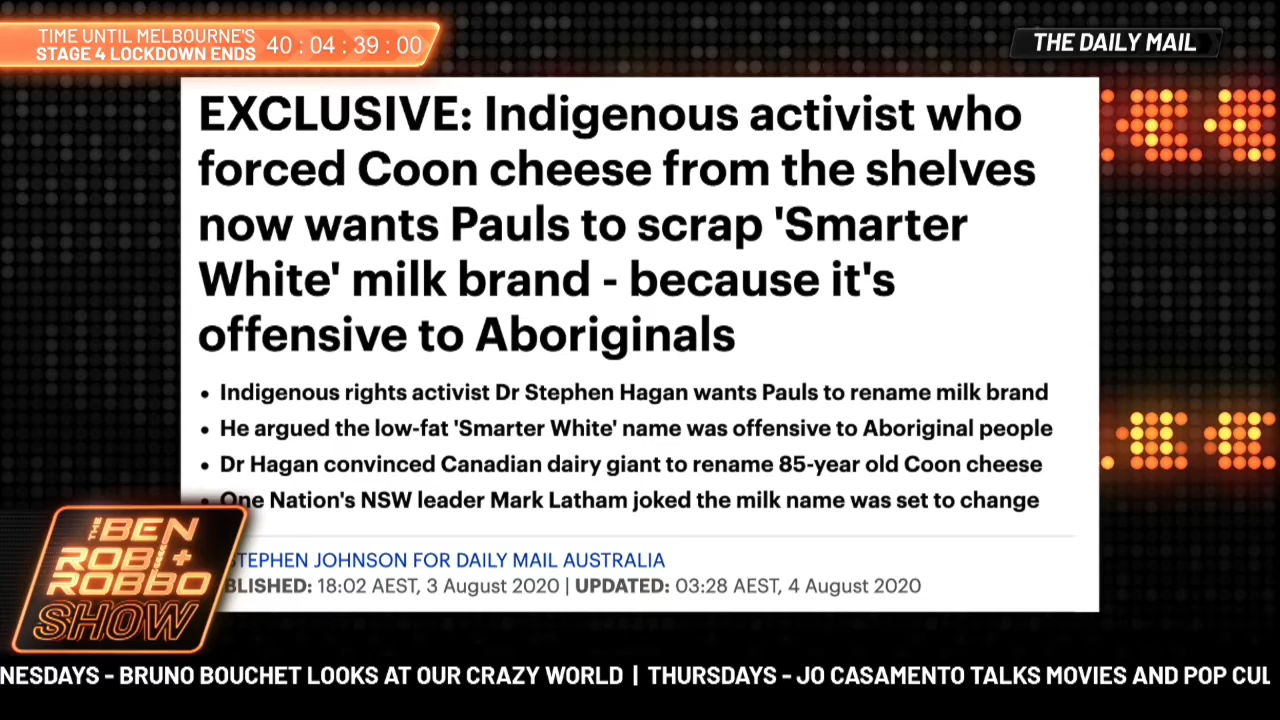 TIME UNTIL MELBOURNE'S
STAGE 4 LOCKDOWN ENDS
40 : 04 : 39 : 00
THE DAILY MAIL
EXCLUSIVE: Indigenous activist who
forced Coon cheese from the shelves
now wants Pauls to scrap 'Smarter
White' milk brand - because it's
offensive to Aboriginals
• Indigenous rights activist Dr Stephen Hagan wants Pauls to rename milk brand
• He argued the low-fat 'Smarter White' name was offensive to Aboriginal people
• Dr Hagan convinced Canadian dairy giant to rename 85-year old Coon cheese
• One Nation's NSW leader Mark Latham joked the milk name was set to change
STEPHEN JOHNSON FOR DAILY MAIL AUSTRALIA
BLISHED: 18:02 AEST, 3 August 2020 | UPDATED: 03:28 AEST, 4 August 2020
THE BEN
ROB +
ROBBO
SHOW
NESDAYS - BRUNO BOUCHET LOOKS AT OUR CRAZY WORLD | THURSDAYS - JO CASAMENTO TALKS MOVIES AND POP CUL